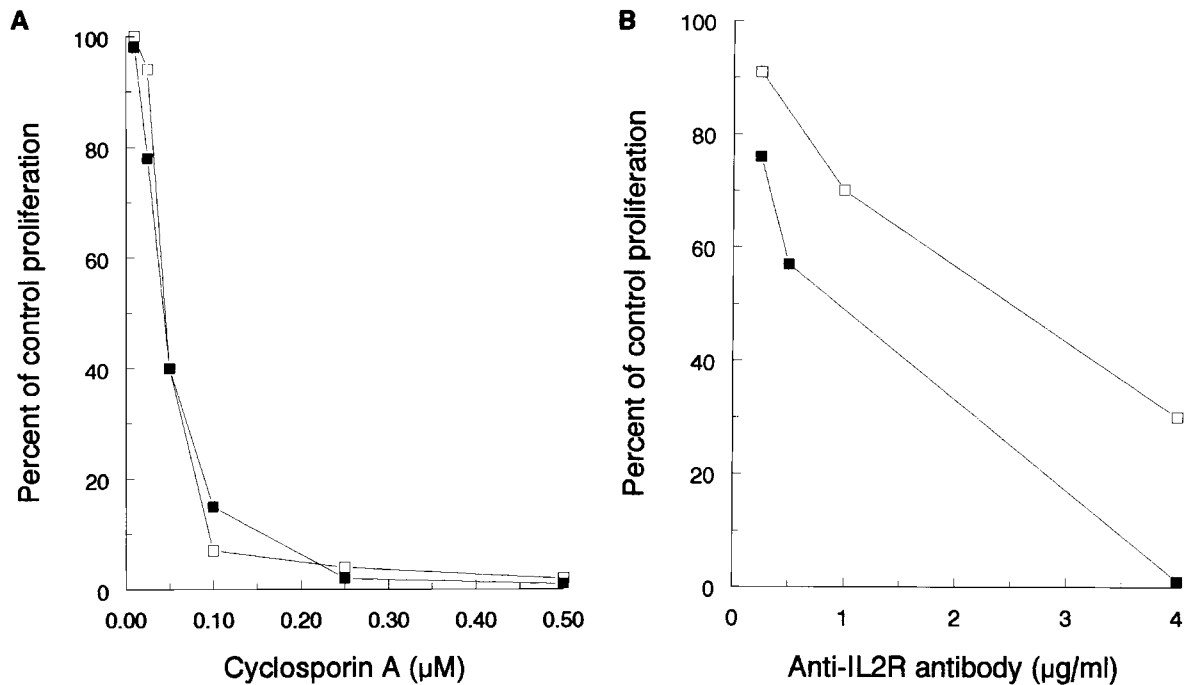 A
Percent of control proliferation
100
80
60
40
20
0
0.00 0.10 0.20 0.30 0.40 0.50
Cyclosporin A (µM)
B
Percent of control proliferation
100
80
60
40
20
0
0 1 2 3 4
Anti-IL2R antibody (µg/ml)